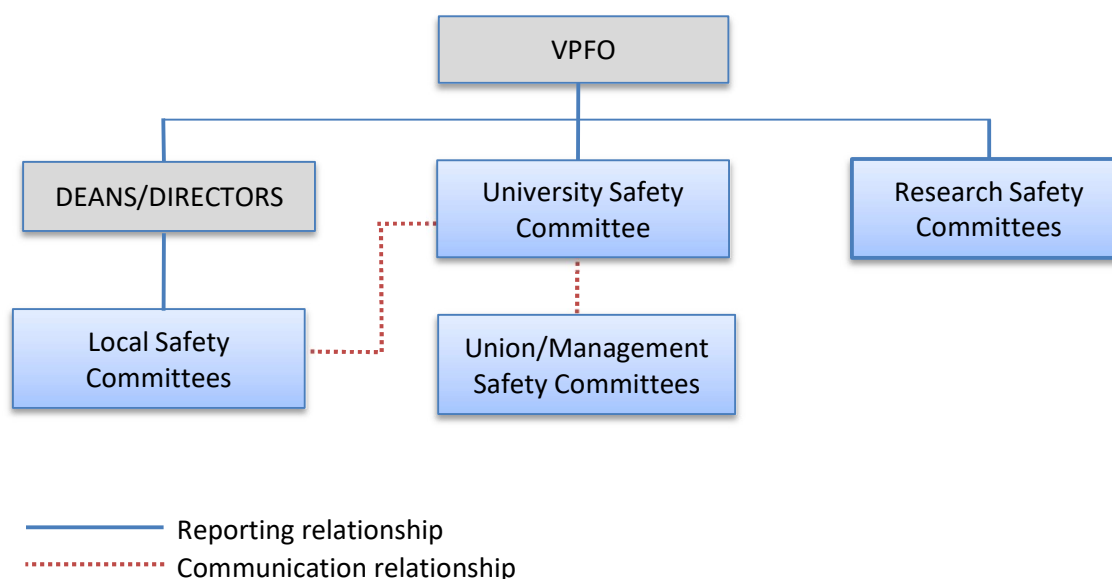 VPFO
DEANS/DIRECTORS
University Safety
Committee
Research Safety
Committees
Local Safety
Committees
Union/Management
Safety Committees
Reporting relationship
Communication relationship